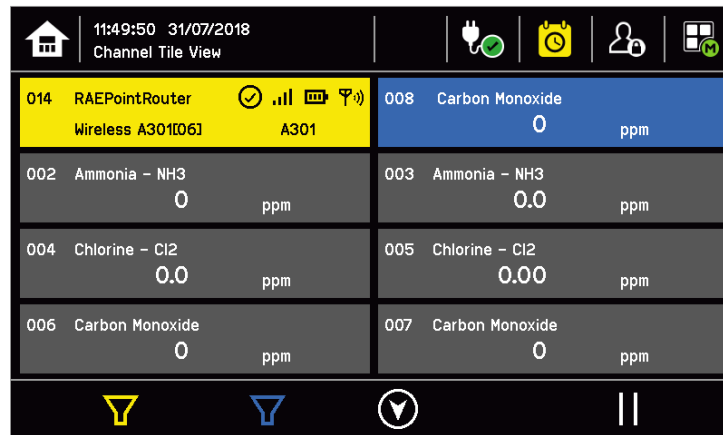 11:49:50 31/07/2018
Channel Tile View
M
014 RAEPointRouter
Wireless A301[06] A301
008 Carbon Monoxide
0 ppm
002 Ammonia - NH3
0 ppm
003 Ammonia - NH3
0.0 ppm
004 Chlorine - Cl2
0.0 ppm
005 Chlorine - Cl2
0.00 ppm
006 Carbon Monoxide
0 ppm
007 Carbon Monoxide
0 ppm